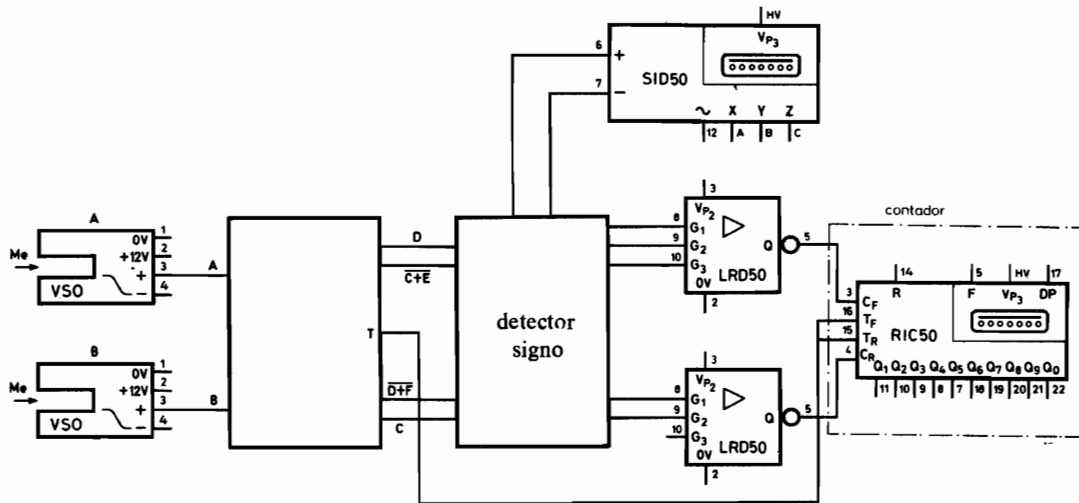 HV
6
+
VP3
7
−
SID50
~ X Y Z
12 A B C
3
VP2
8 G1
9 G2 Q 5
10 G3 LRD50
0V
2
contador
A
Me
0V 1
+12V 2
+ 3 A
VSO − 4
D
C+E
14 5 HV 17
R F VP3 DP
3 CF
16 TF
15 TR RIC50
4 CR
Q1 Q2 Q3 Q4 Q5 Q6 Q7 Q8 Q9 Q0
11 10 9 8 7 18 19 20 21 22
detector
signo
T
B
Me
0V 1
+12V 2
+ 3 B
VSO − 4
D+F
C
3
VP2
8 G1
9 G2 Q 5
10 G3
0V LRD50
2